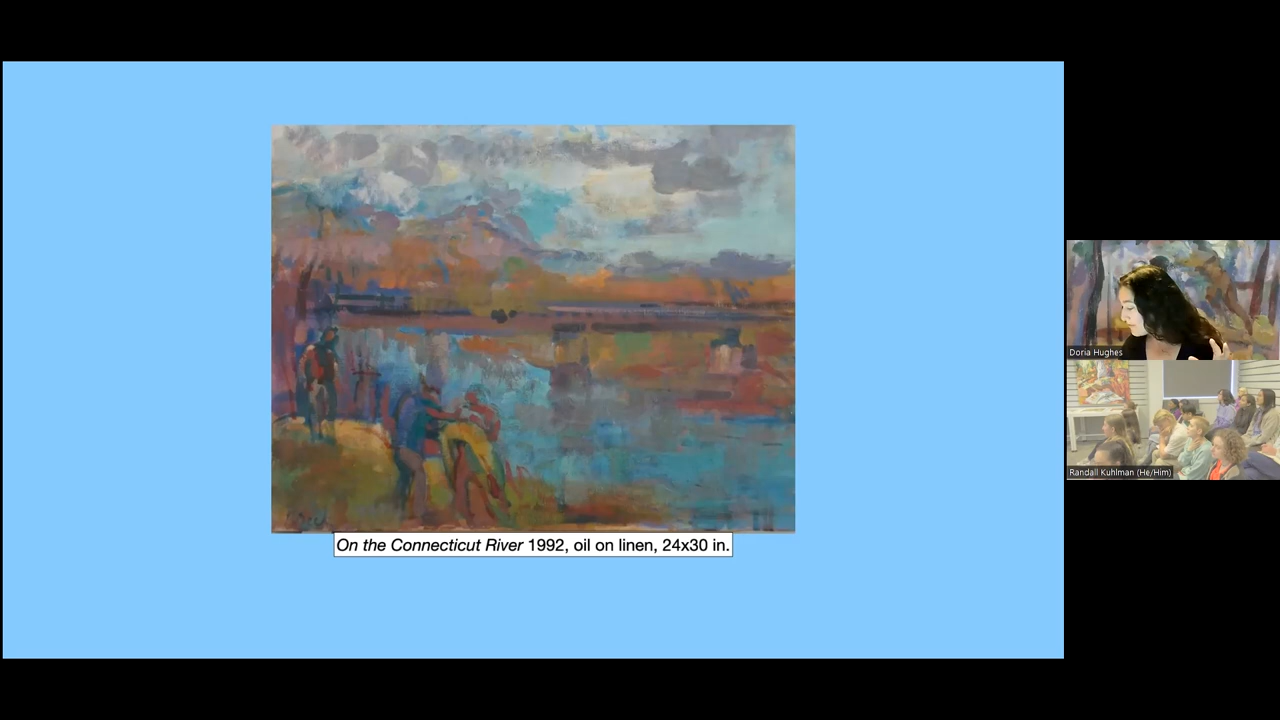 On the Connecticut River 1992, oil on linen, 24x30 in.
Doria Hughes
Randall Kuhlman (He/Him)